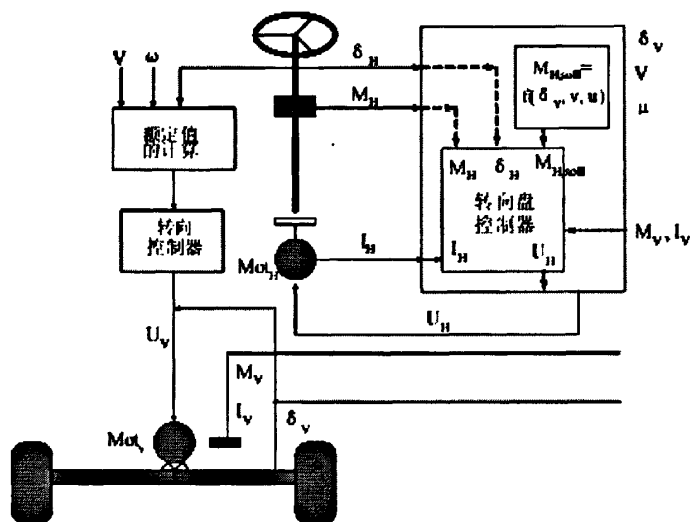 V ω
δH
MH
额定值
的计算
转向
控制器
MH,soll=
f(δv, v, u)
δv
V
μ
MH δH MH,soll
转向盘
控制器
IH UH
Mv, Iv
MotH
IH
UH
Uv
Mv
Iv
δv
Motv